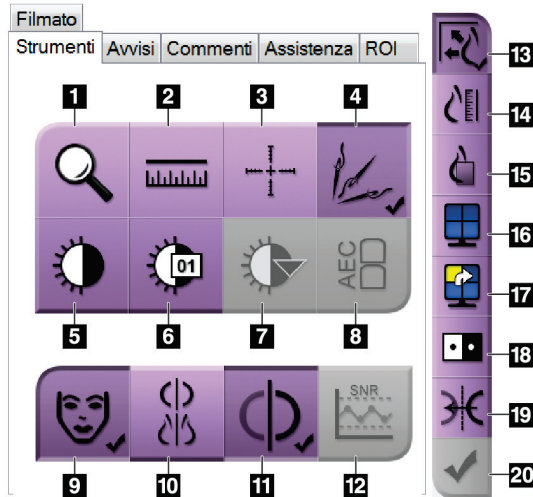 Filmato
Strumenti Avvisi Commenti Assistenza ROI
1 2 3 4
01
AEC
5 6 7 8
SNR
9 10 11 12
13
14
15
16
17
18
19
20